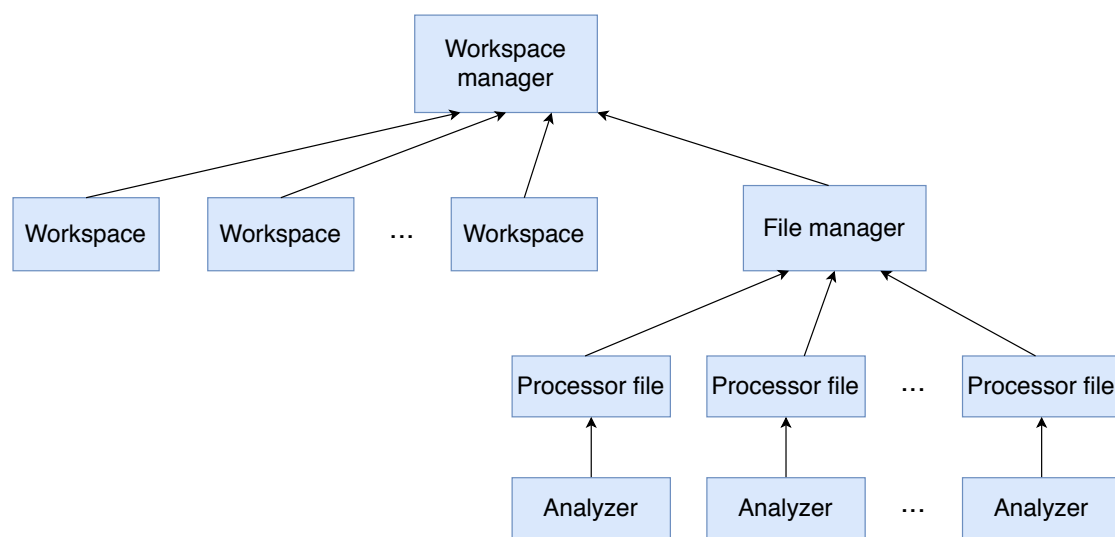 Workspace
manager
Workspace
Workspace
...
Workspace
File manager
Processor file
Processor file
...
Processor file
Analyzer
Analyzer
...
Analyzer